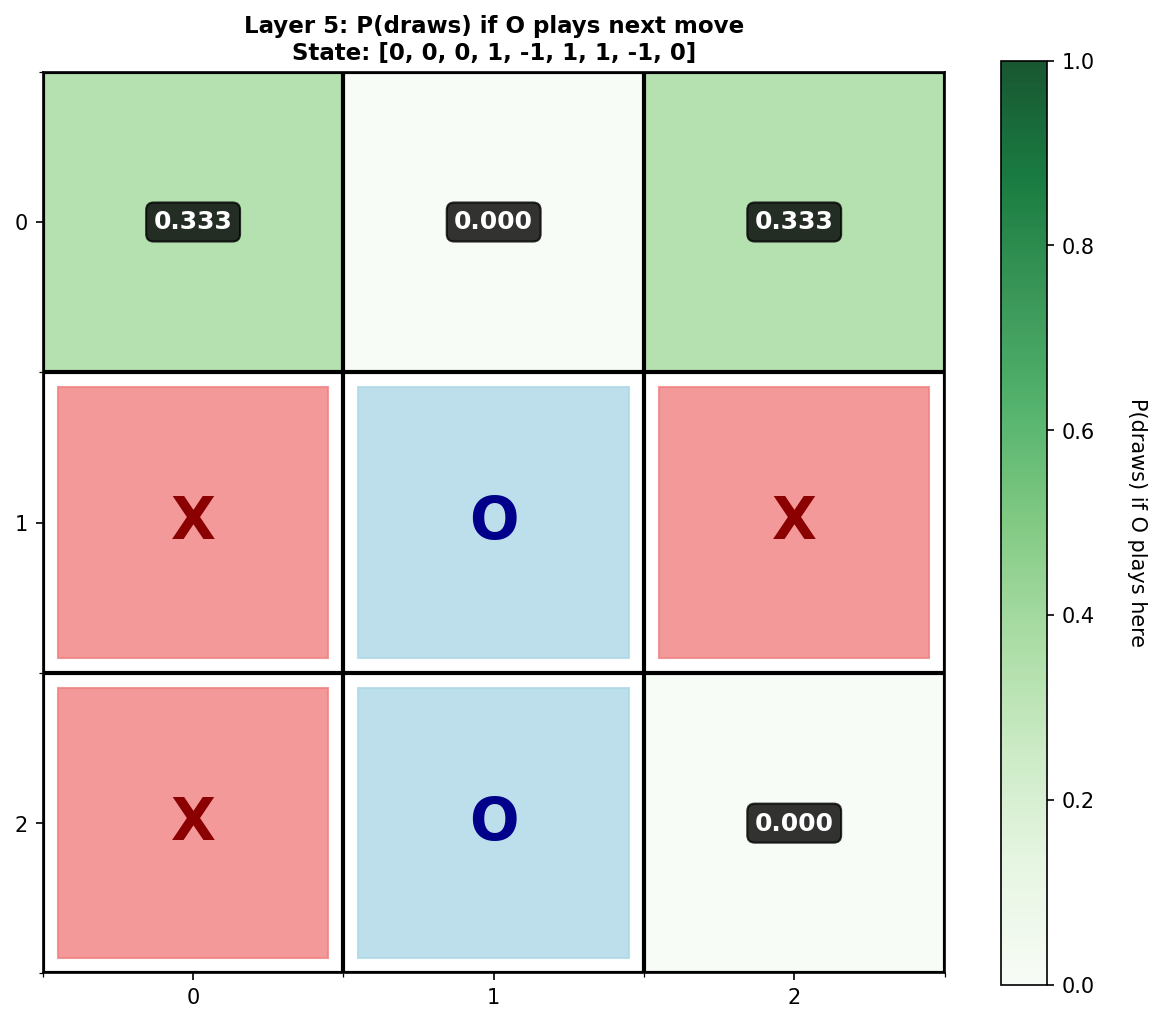 Layer 5: P(draws) if O plays next move
State: [0, 0, 0, 1, -1, 1, 1, -1, 0]
0.333 0.000 0.333
X O X
X O 0.000
0
1
2
0 1 2
1.0
0.8
0.6
0.4
0.2
0.0
P(draws) if O plays here